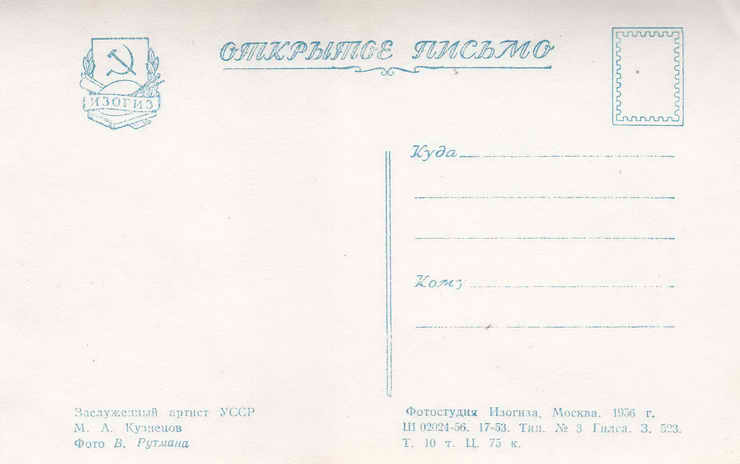 ОТКРЫТОЕ ПИСЬМО
ИЗОГИЗ
Куда
Кому
Заслуженный артист УССР
М. А. Кузнецов
Фото В. Рутмана
Фотостудия Изогиза, Москва. 1956 г.
Ш 02024-56. 17-53. Тип. № 3 Гилса. З. 523.
Т. 10 т. Ц. 75 к.